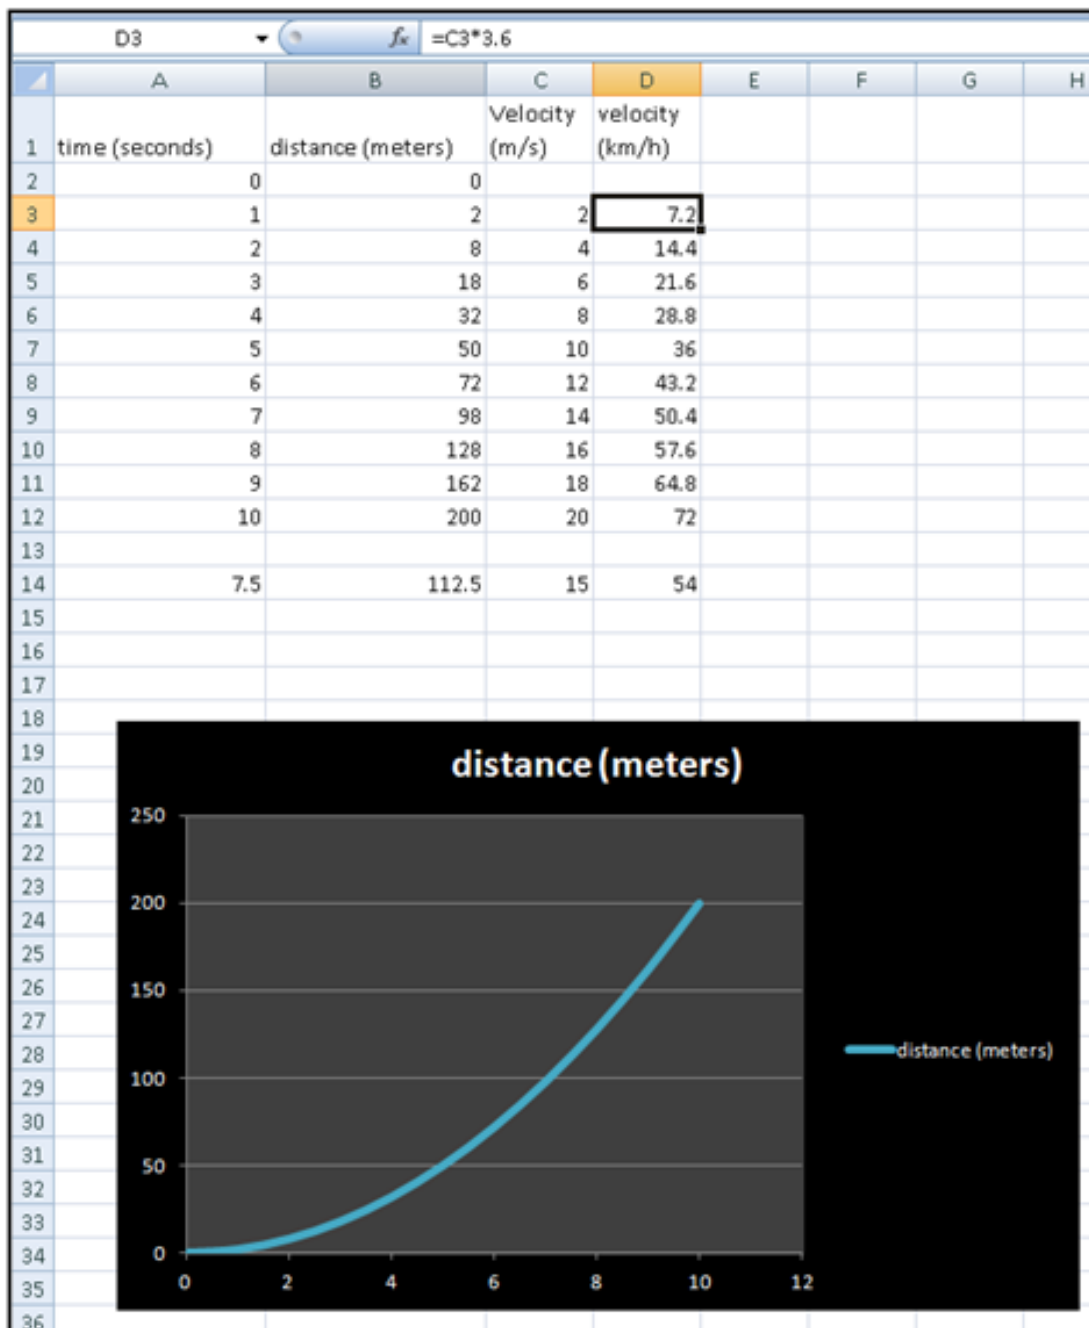 D3 fx =C3*3.6
A B C D E F G H
Velocity velocity
1 time (seconds) distance (meters) (m/s) (km/h)
2 0 0
3 1 2 2 7.2
4 2 8 4 14.4
5 3 18 6 21.6
6 4 32 8 28.8
7 5 50 10 36
8 6 72 12 43.2
9 7 98 14 50.4
10 8 128 16 57.6
11 9 162 18 64.8
12 10 200 20 72
13
14 7.5 112.5 15 54
15
16
17
18
19
20
21
22
23
24
25
26
27
28
29
30
31
32
33
34
35
36
distance (meters)
250
200
150
100
50
0
0 2 4 6 8 10 12
distance (meters)